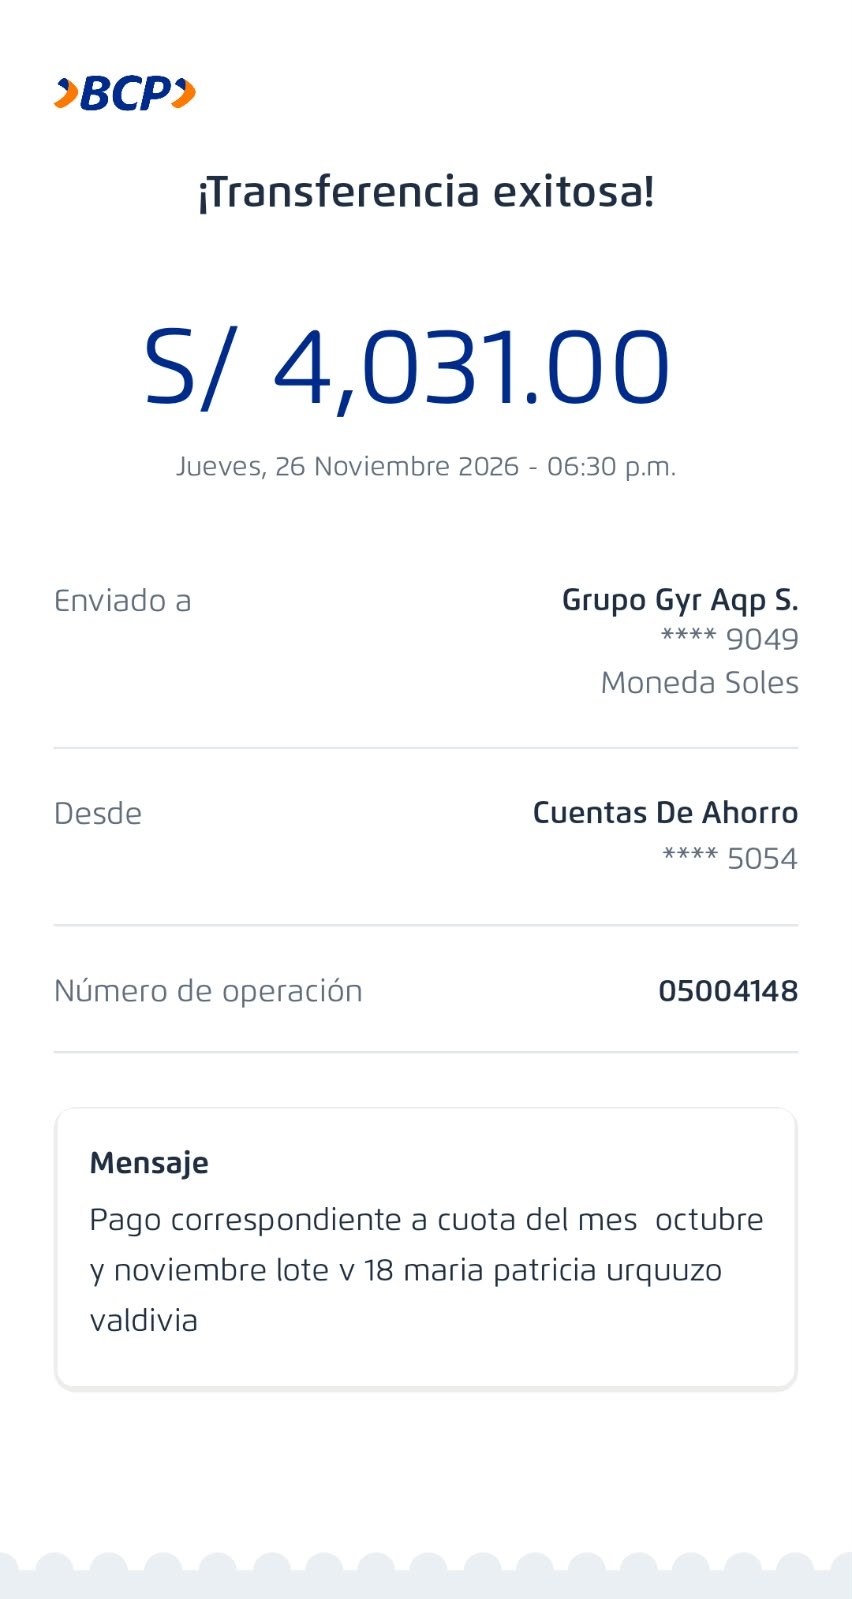 BCP
¡Transferencia exitosa!
S/ 4,031.00
Jueves, 26 Noviembre 2026 - 06:30 p.m.
Enviado a
Grupo Gyr Aqp S.
**** 9049
Moneda Soles
Desde
Cuentas De Ahorro
**** 5054
Número de operación
05004148
Mensaje
Pago correspondiente a cuota del mes  octubre
y noviembre lote v 18 maria patricia urquuzo
valdivia